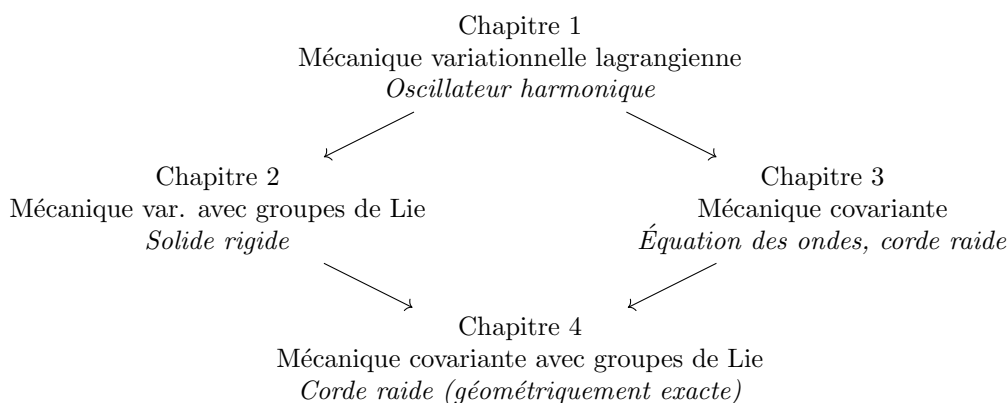 Chapitre 1
Mécanique variationnelle lagrangienne
Oscillateur harmonique
Chapitre 2
Mécanique var. avec groupes de Lie
Solide rigide
Chapitre 3
Mécanique covariante
Équation des ondes, corde raide
Chapitre 4
Mécanique covariante avec groupes de Lie
Corde raide (géométriquement exacte)